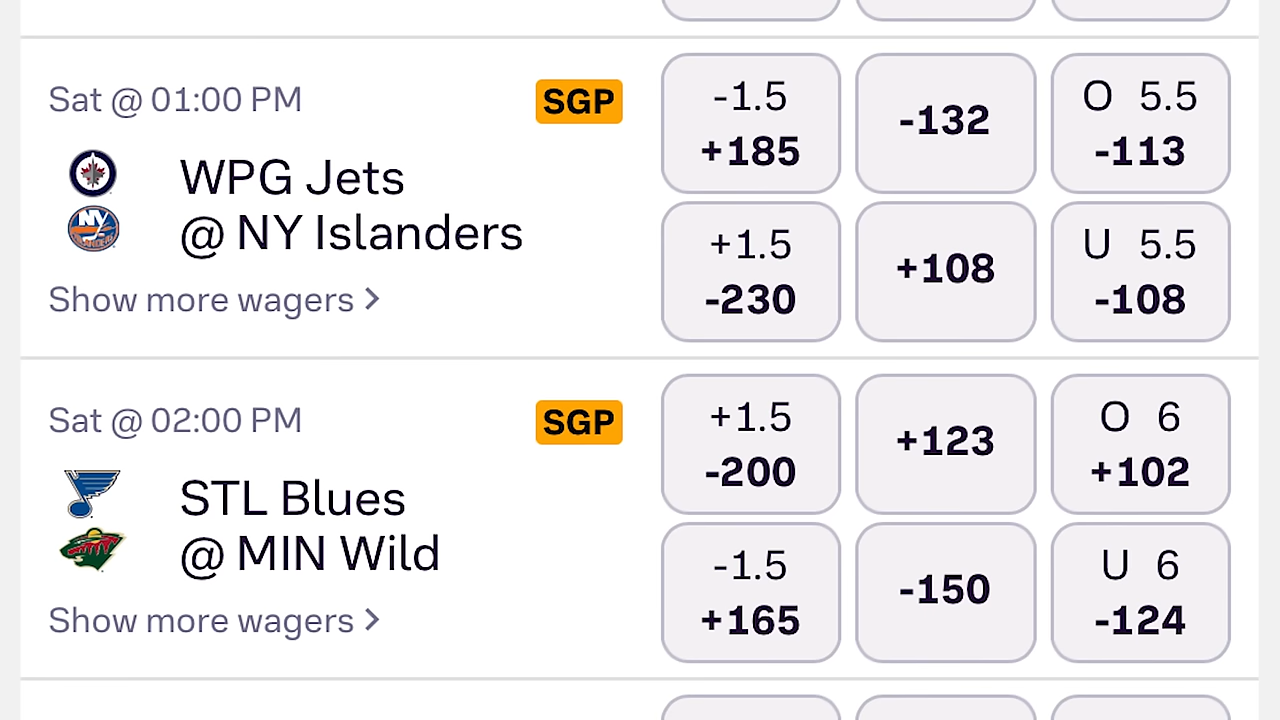 Sat @ 01:00 PM SGP -1.5 +185 -132 O 5.5 -113
WPG Jets
@ NY Islanders +1.5 -230 +108 U 5.5 -108
Show more wagers >
Sat @ 02:00 PM SGP +1.5 -200 +123 O 6 +102
STL Blues
@ MIN Wild -1.5 +165 -150 U 6 -124
Show more wagers >